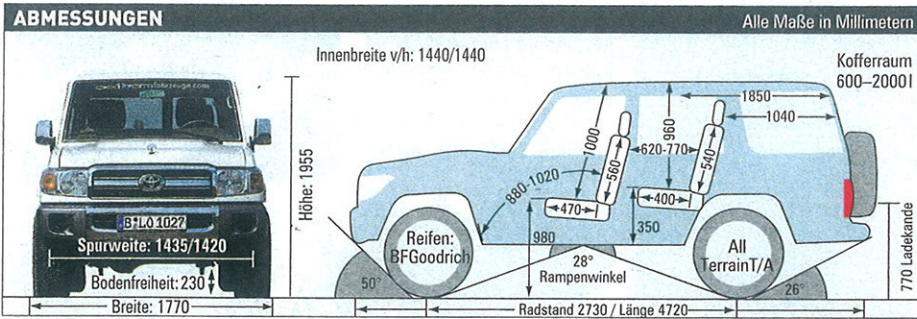 ABMESSUNGEN
Alle Maße in Millimetern
Innenbreite v/h: 1440/1440
Kofferraum
600–2000 l
Höhe: 1955
B LO 1027
Spurweite: 1435/1420
Bodenfreiheit: 230
Breite: 1770
1850
1040
1000
960
620-770
560
540
880-1020
470
400
980
350
Reifen:
BFGoodrich
All
TerrainT/A
28°
Rampenwinkel
50°
26°
770 Ladekande
Radstand 2730 / Länge 4720